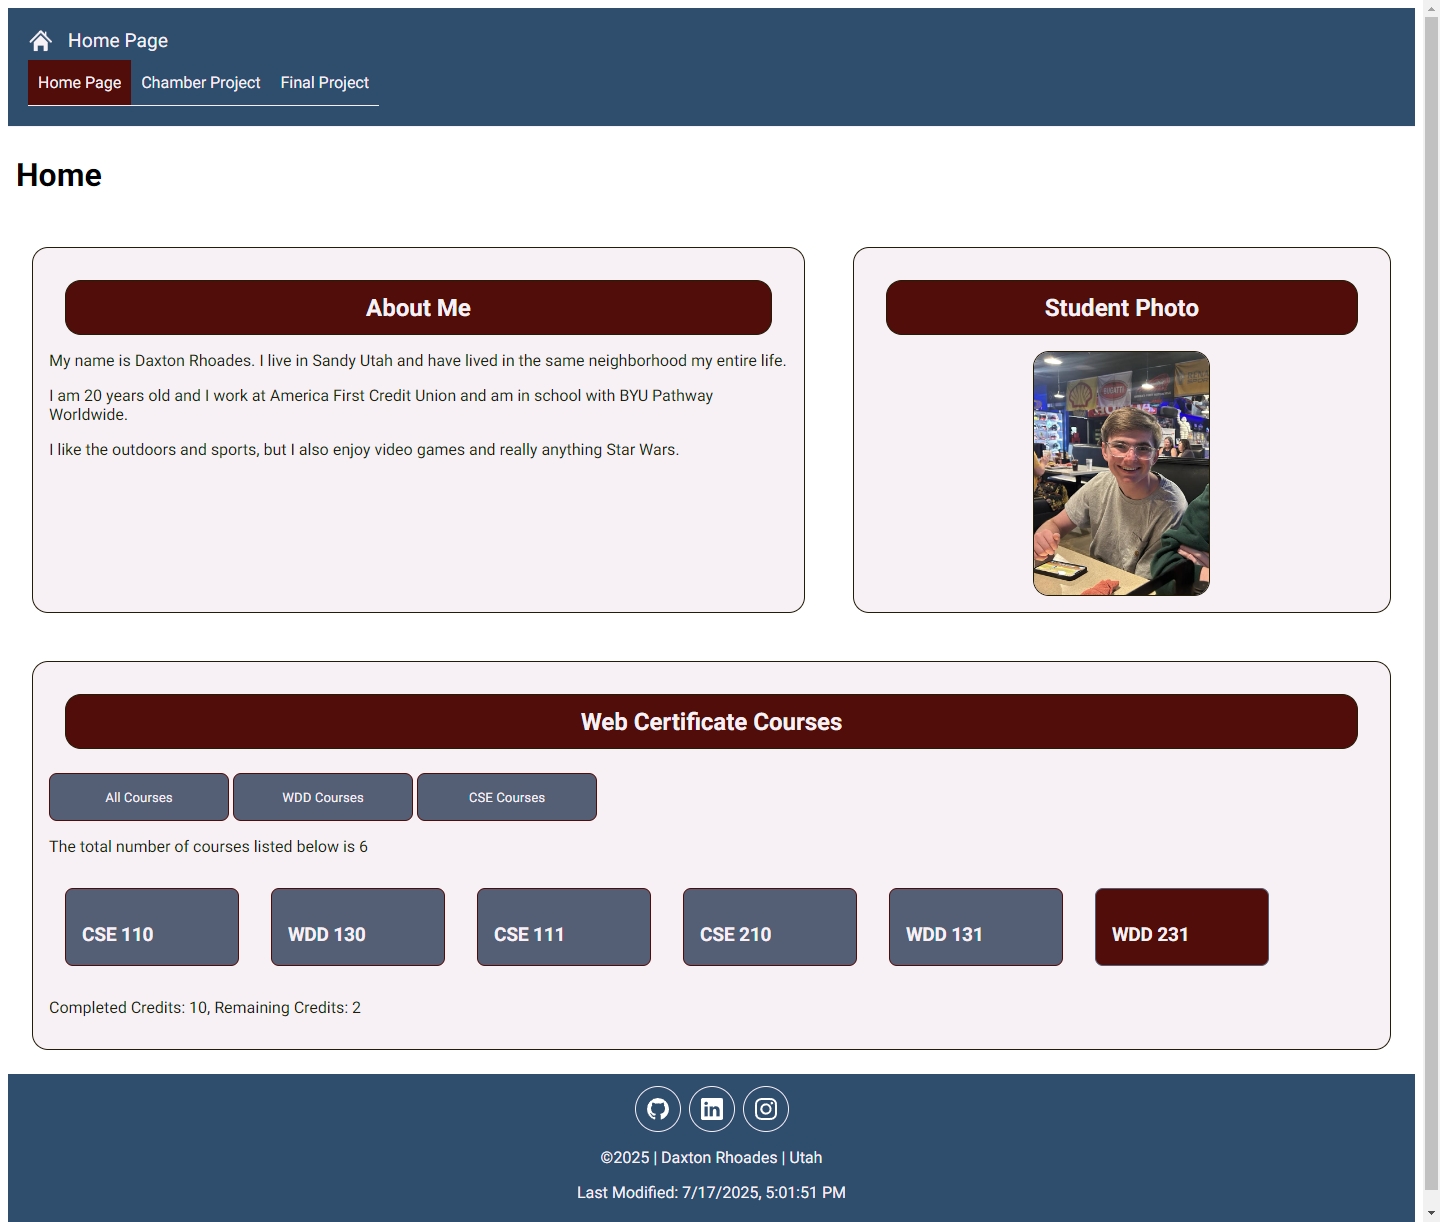 Home Page
Home Page
Chamber Project
Final Project
Home
About Me
My name is Daxton Rhoades. I live in Sandy Utah and have lived in the same neighborhood my entire life.
I am 20 years old and I work at America First Credit Union and am in school with BYU Pathway
Worldwide.
I like the outdoors and sports, but I also enjoy video games and really anything Star Wars.
Student Photo
Web Certificate Courses
All Courses
WDD Courses
CSE Courses
The total number of courses listed below is 6
CSE 110
WDD 130
CSE 111
CSE 210
WDD 131
WDD 231
Completed Credits: 10, Remaining Credits: 2
in
©2025 | Daxton Rhoades | Utah
Last Modified: 7/17/2025, 5:01:51 PM